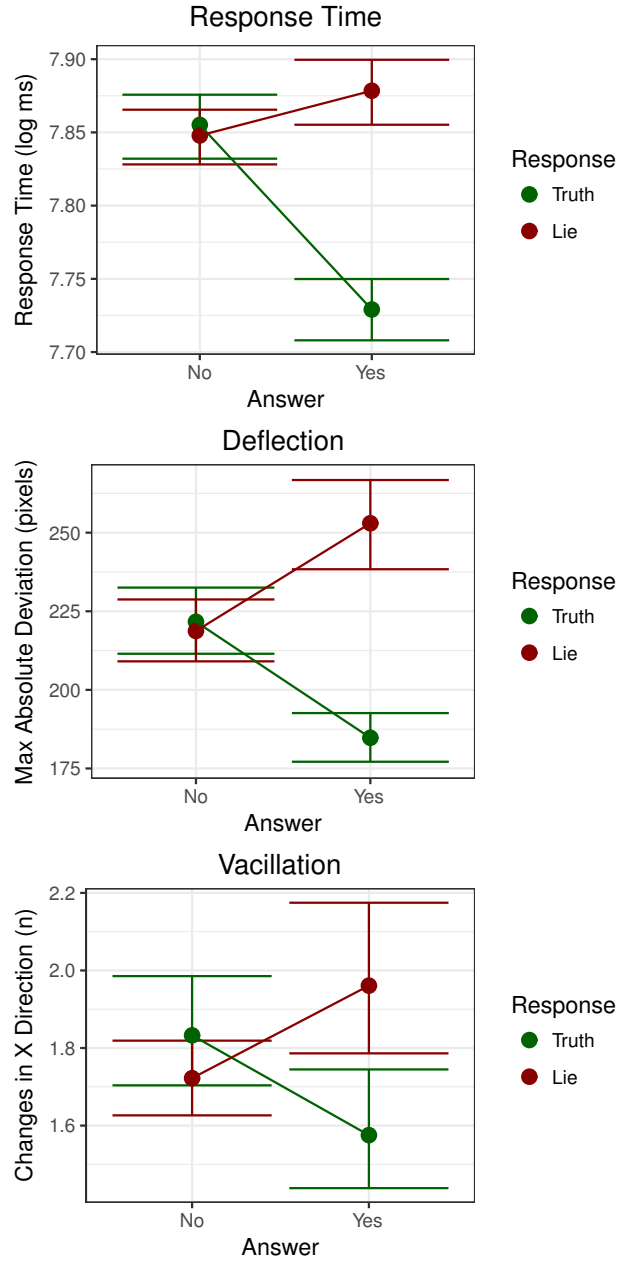 Response Time
Response Time (log ms)
7.90
7.85
7.80
7.75
7.70
No Yes
Answer
Response
Truth
Lie
Deflection
Max Absolute Deviation (pixels)
250
225
200
175
No Yes
Answer
Response
Truth
Lie
Vacillation
Changes in X Direction (n)
2.2
2.0
1.8
1.6
No Yes
Answer
Response
Truth
Lie